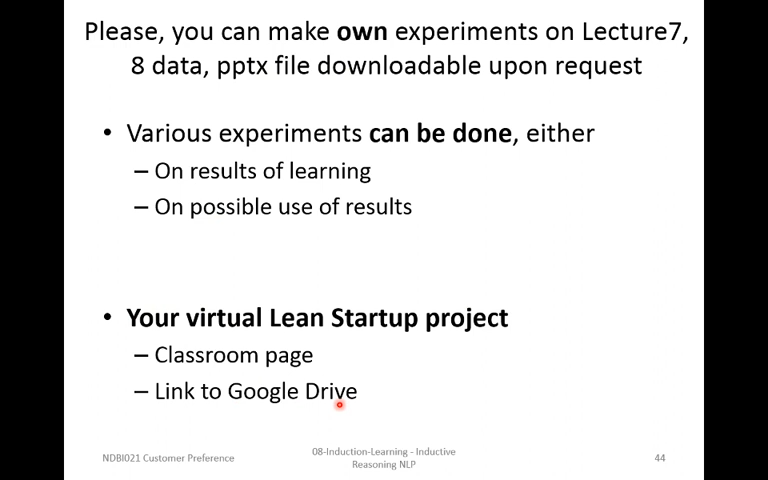 Please, you can make own experiments on Lecture7,
8 data, pptx file downloadable upon request
• Various experiments can be done, either
– On results of learning
– On possible use of results
• Your virtual Lean Startup project
– Classroom page
– Link to Google Drive
NDBI021 Customer Preference
08-Induction-Learning - Inductive
Reasoning NLP
44